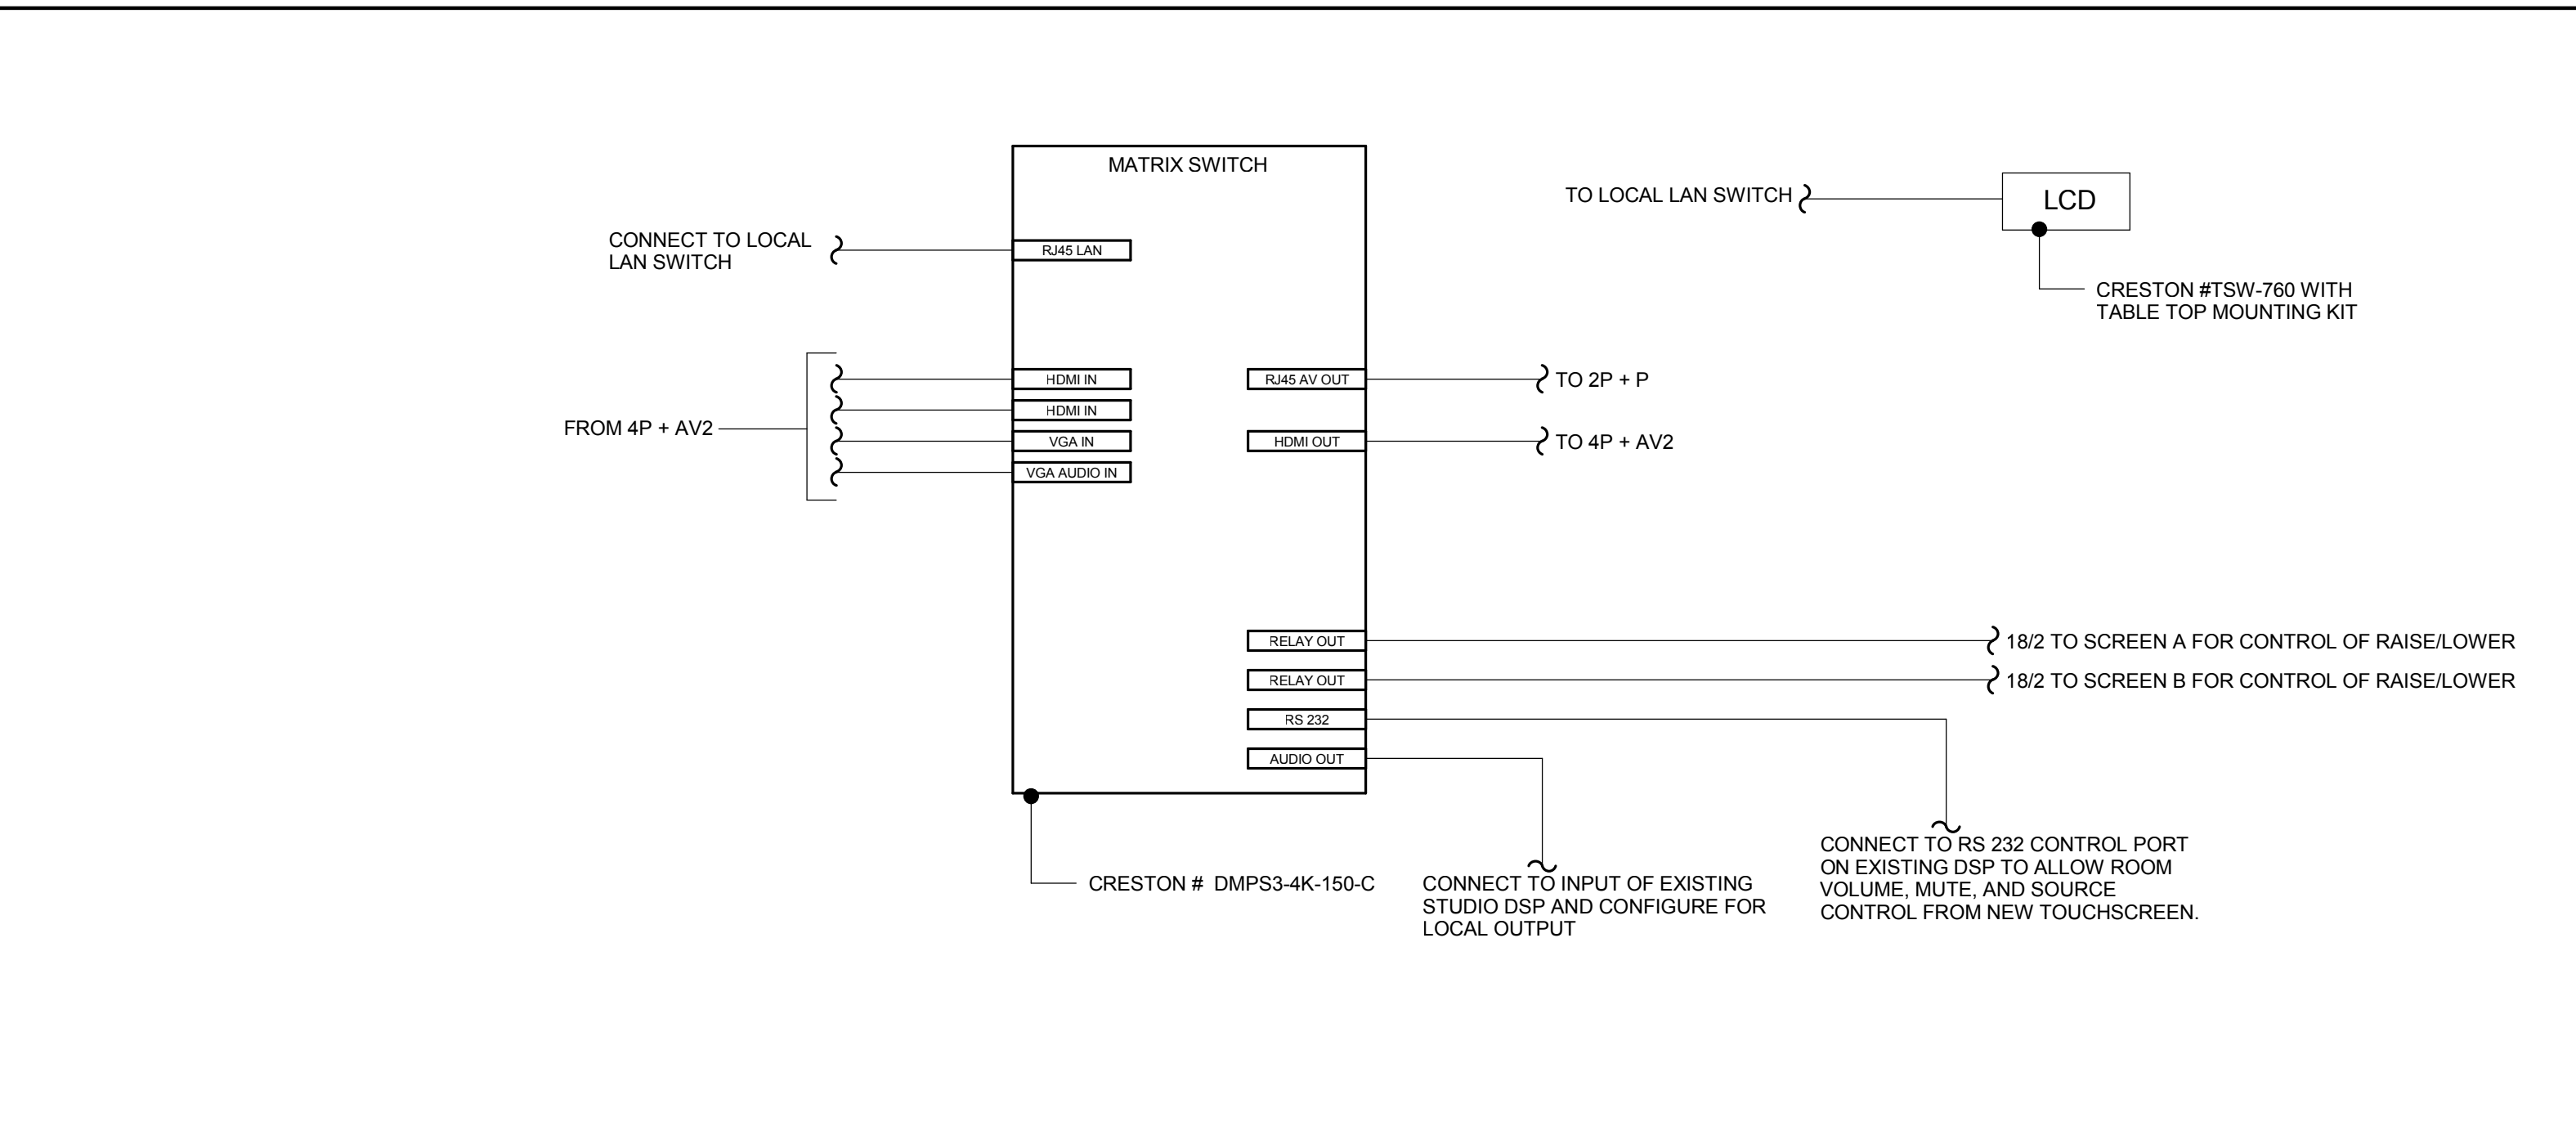 MATRIX SWITCH
TO LOCAL LAN SWITCH
LCD
CONNECT TO LOCAL
LAN SWITCH
RJ45 LAN
CRESTON #TSW-760 WITH
TABLE TOP MOUNTING KIT
FROM 4P + AV2
HDMI IN
HDMI IN
VGA IN
VGA AUDIO IN
RJ45 AV OUT
TO 2P + P
HDMI OUT
TO 4P + AV2
RELAY OUT
18/2 TO SCREEN A FOR CONTROL OF RAISE/LOWER
RELAY OUT
18/2 TO SCREEN B FOR CONTROL OF RAISE/LOWER
RS 232
AUDIO OUT
CRESTON #  DMPS3-4K-150-C
CONNECT TO INPUT OF EXISTING
STUDIO DSP AND CONFIGURE FOR
LOCAL OUTPUT
CONNECT TO RS 232 CONTROL PORT
ON EXISTING DSP TO ALLOW ROOM
VOLUME, MUTE, AND SOURCE
CONTROL FROM NEW TOUCHSCREEN.